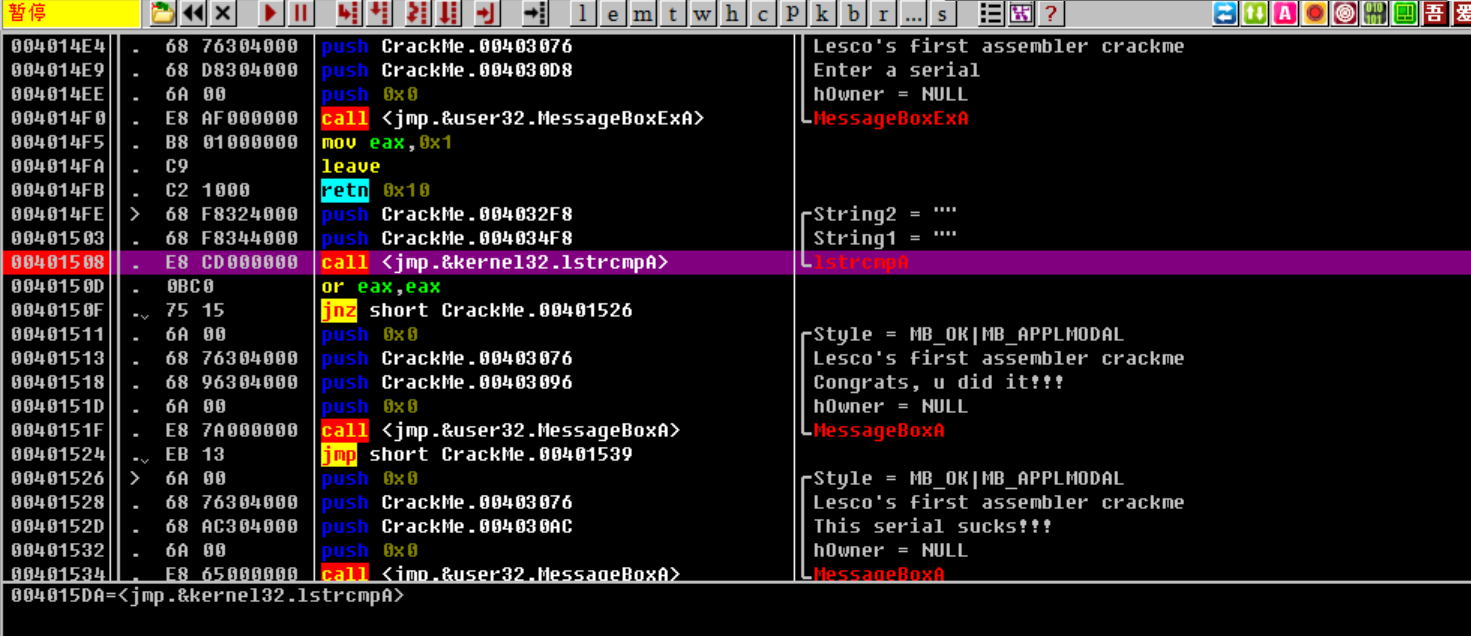 暂停 l e m t w h c p k b r ... s ?
004014E4 . 68 76304000 push CrackMe.00403076 Lesco's first assembler crackme
004014E9 . 68 D8304000 push CrackMe.004030D8 Enter a serial
004014EE . 6A 00 push 0x0 hOwner = NULL
004014F0 . E8 AF000000 call <jmp.&user32.MessageBoxExA> MessageBoxExA
004014F5 . B8 01000000 mov eax,0x1
004014FA . C9 leave
004014FB . C2 1000 retn 0x10
004014FE > 68 F8324000 push CrackMe.004032F8 String2 = ""
00401503 . 68 F8344000 push CrackMe.004034F8 String1 = ""
00401508 . E8 CD000000 call <jmp.&kernel32.lstrcmpA> lstrcmpA
0040150D . 0BC0 or eax,eax
0040150F . 75 15 jnz short CrackMe.00401526
00401511 . 6A 00 push 0x0 Style = MB_OK|MB_APPLMODAL
00401513 . 68 76304000 push CrackMe.00403076 Lesco's first assembler crackme
00401518 . 68 96304000 push CrackMe.00403096 Congrats, u did it!!!
0040151D . 6A 00 push 0x0 hOwner = NULL
0040151F . E8 7A000000 call <jmp.&user32.MessageBoxA> MessageBoxA
00401524 . EB 13 jmp short CrackMe.00401539
00401526 > 6A 00 push 0x0 Style = MB_OK|MB_APPLMODAL
00401528 . 68 76304000 push CrackMe.00403076 Lesco's first assembler crackme
0040152D . 68 AC304000 push CrackMe.004030AC This serial sucks!!!
00401532 . 6A 00 push 0x0 hOwner = NULL
00401534 . E8 65000000 call <jmp.&user32.MessageBoxA> MessageBoxA
004015DA=<jmp.&kernel32.lstrcmpA>